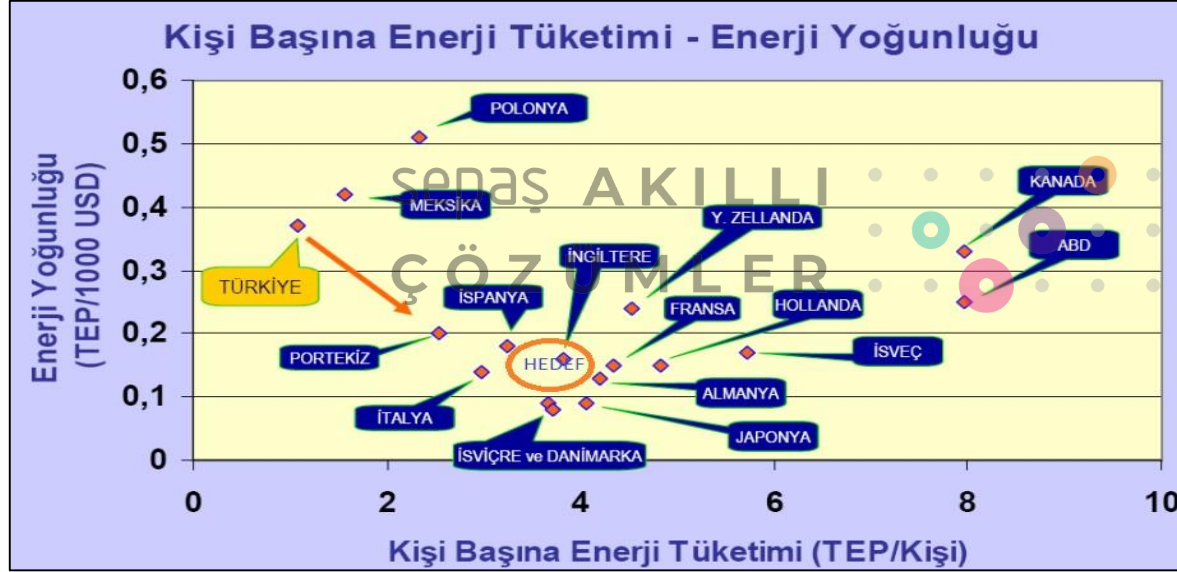 Kişi Başına Enerji Tüketimi - Enerji Yoğunluğu
Enerji Yoğunluğu
(TEP/1000 USD)
0,6
0,5
0,4
0,3
0,2
0,1
0
POLONYA
MEKSİKA
TÜRKİYE
senaş AKILLI
ÇÖZÜMLER
KANADA
Y. ZELLANDA
ABD
İNGİLTERE
İSPANYA
FRANSA
HOLLANDA
PORTEKİZ
HEDEF
İSVEÇ
ALMANYA
İTALYA
JAPONYA
İSVİÇRE ve DANİMARKA
0 2 4 6 8 10
Kişi Başına Enerji Tüketimi (TEP/Kişi)